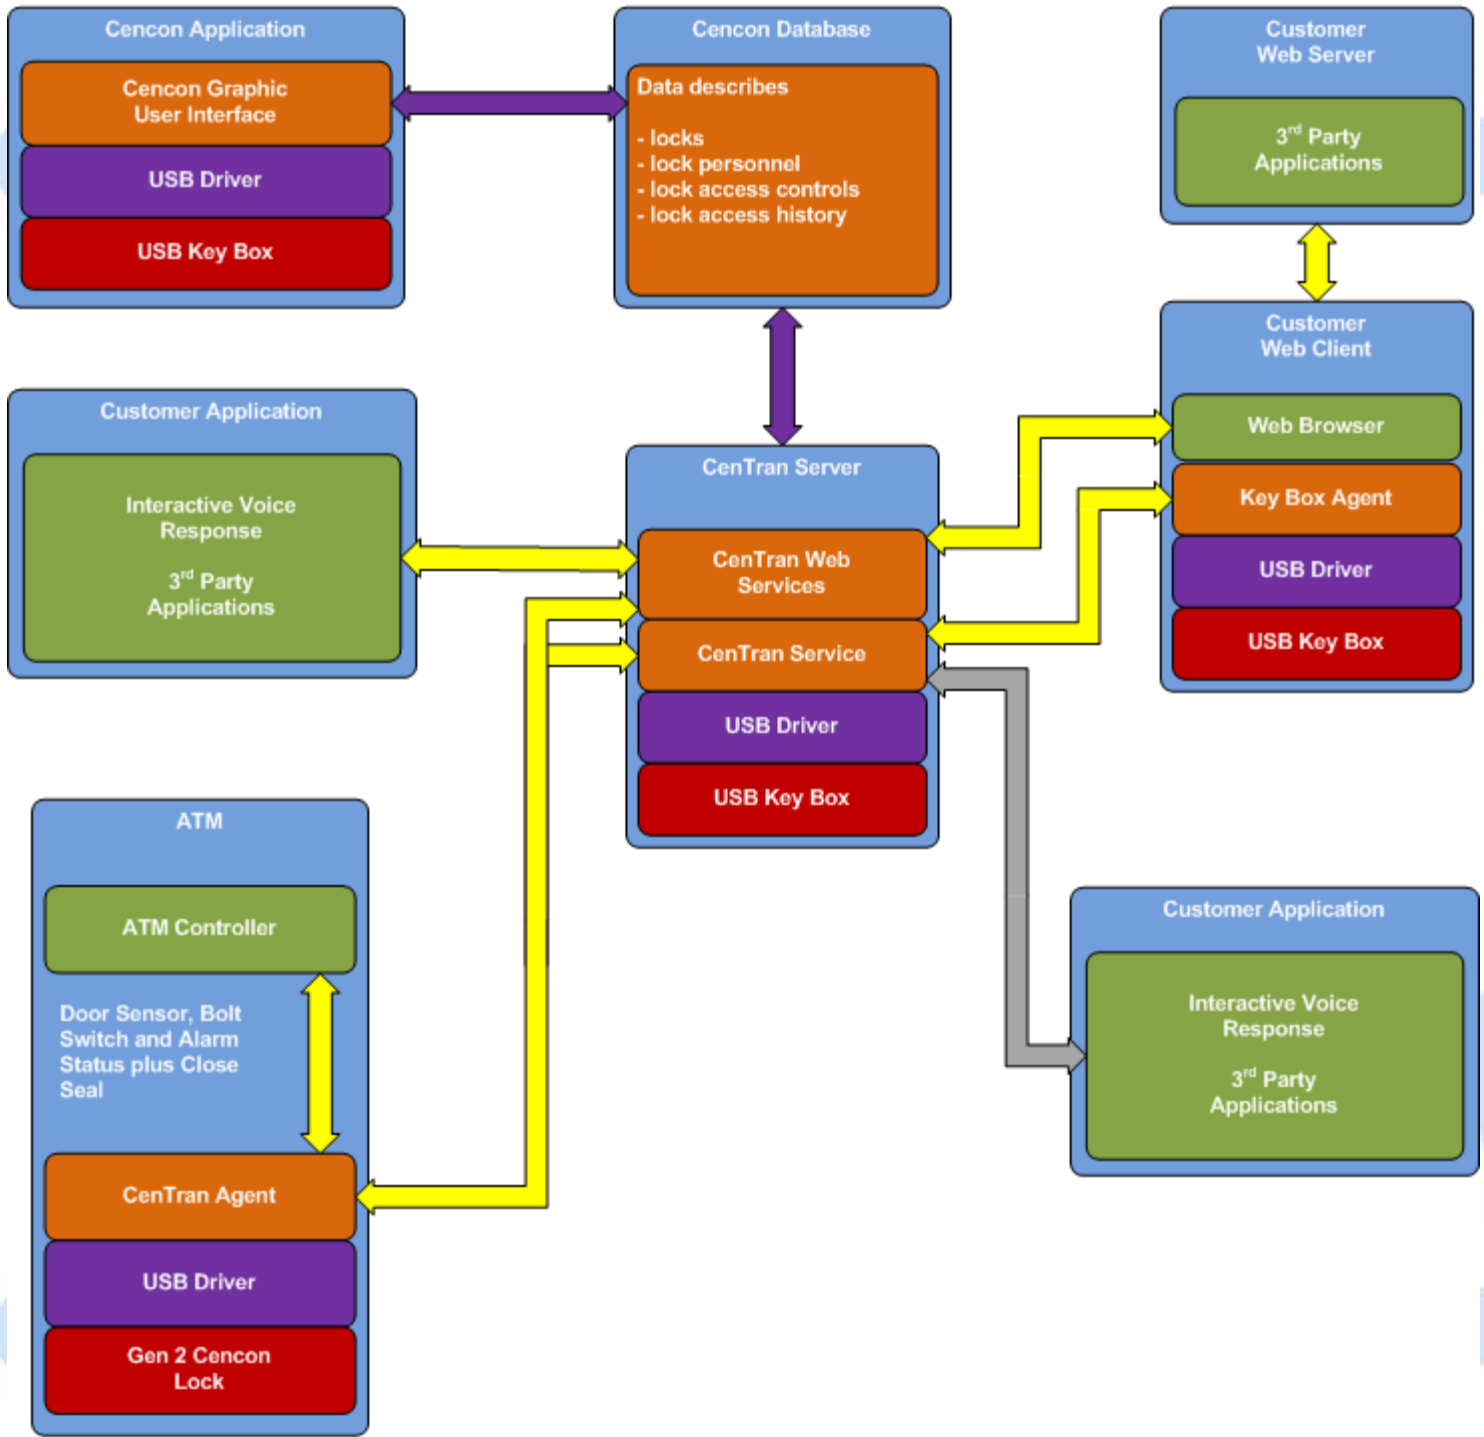 Cencon Application
Cencon Graphic
User Interface
USB Driver
USB Key Box
Cencon Database
Data describes
- locks
- lock personnel
- lock access controls
- lock access history
Customer
Web Server
3rd Party
Applications
Customer
Web Client
Web Browser
Key Box Agent
USB Driver
USB Key Box
Customer Application
Interactive Voice
Response
3rd Party
Applications
CenTran Server
CenTran Web
Services
CenTran Service
USB Driver
USB Key Box
ATM
ATM Controller
Door Sensor, Bolt
Switch and Alarm
Status plus Close
Seal
CenTran Agent
USB Driver
Gen 2 Cencon
Lock
Customer Application
Interactive Voice
Response
3rd Party
Applications